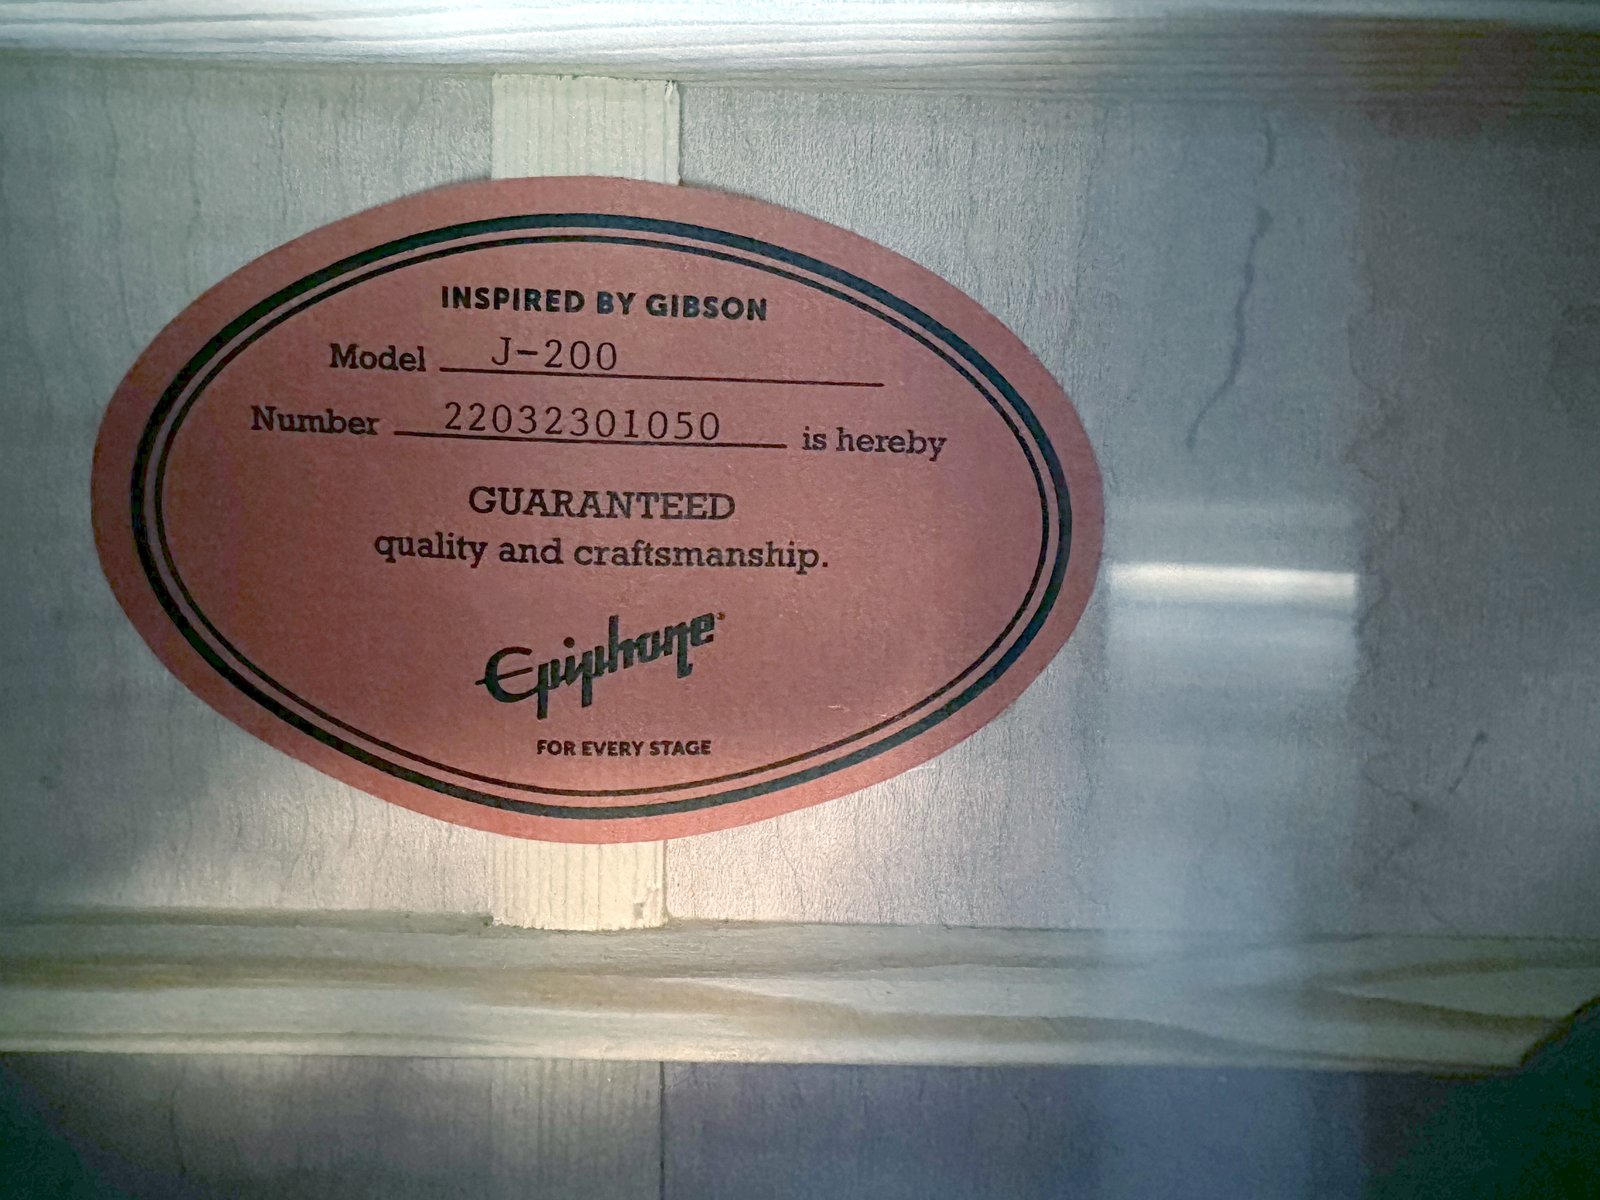 INSPIRED BY GIBSON
Model J-200
Number 22032301050 is hereby
GUARANTEED
quality and craftsmanship.
Epiphone
FOR EVERY STAGE